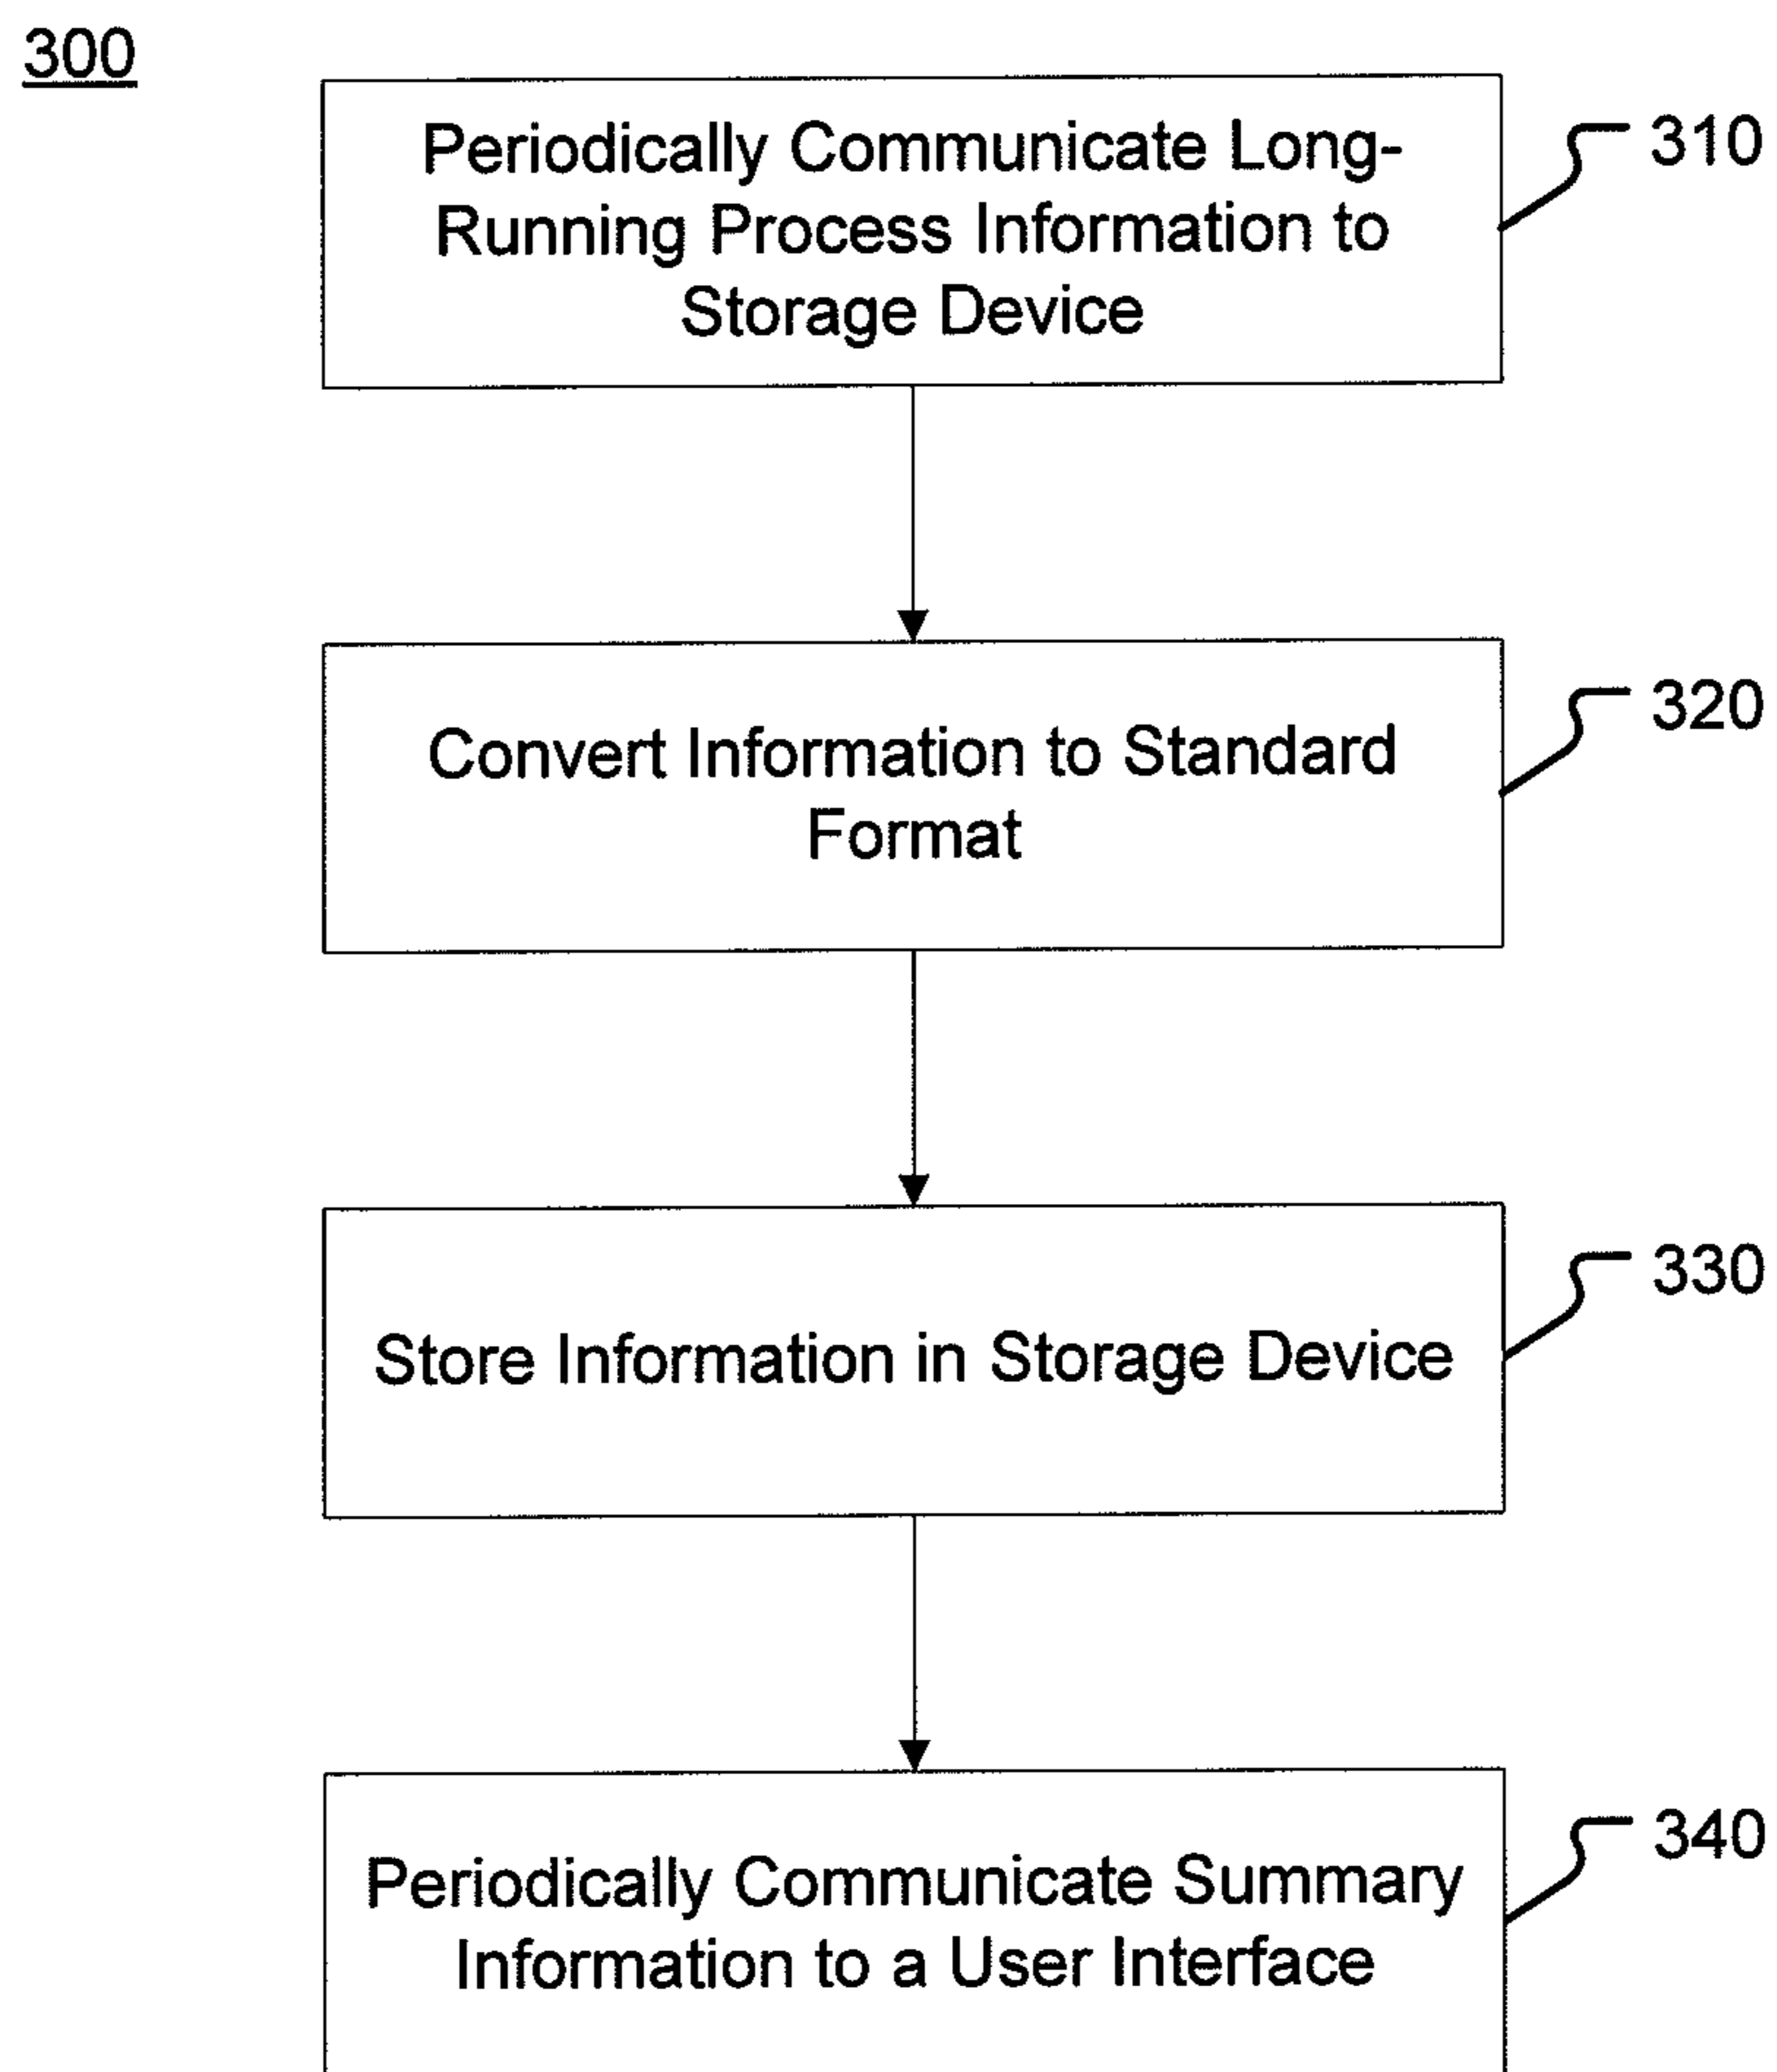 300
Periodically Communicate Long-
Running Process Information to
Storage Device
310
Convert Information to Standard
Format
320
Store Information in Storage Device
330
Periodically Communicate Summary
Information to a User Interface
340